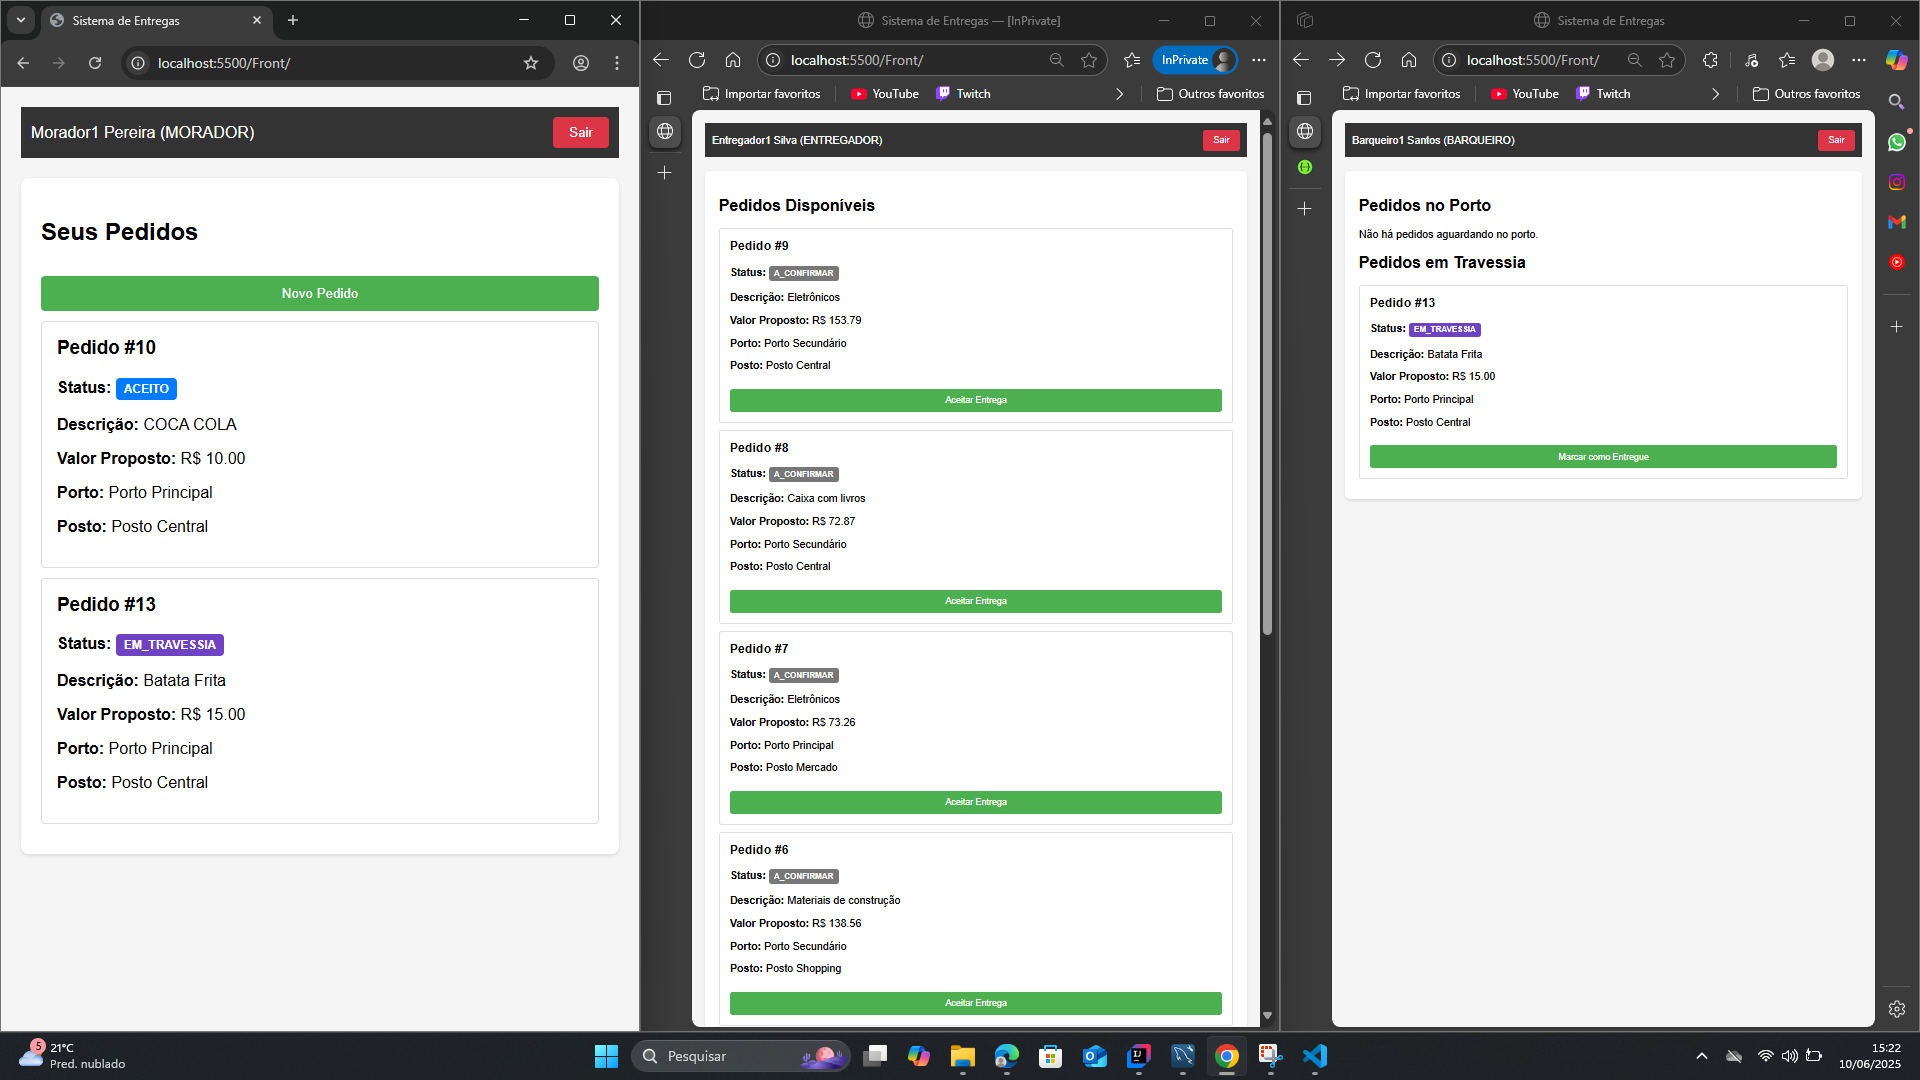 Sistema de Entregas
localhost:5500/Front/
Morador1 Pereira (MORADOR)
Sair
Seus Pedidos
Novo Pedido
Pedido #10
Status: ACEITO
Descrição: COCA COLA
Valor Proposto: R$ 10.00
Porto: Porto Principal
Posto: Posto Central
Pedido #13
Status: EM_TRAVESSIA
Descrição: Batata Frita
Valor Proposto: R$ 15.00
Porto: Porto Principal
Posto: Posto Central
Sistema de Entregas — [InPrivate]
localhost:5500/Front/
InPrivate
Importar favoritos
YouTube
Twitch
Outros favoritos
Entregador1 Silva (ENTREGADOR)
Sair
Pedidos Disponíveis
Pedido #9
Status: A_CONFIRMAR
Descrição: Eletrônicos
Valor Proposto: R$ 153.79
Porto: Porto Secundário
Posto: Posto Central
Aceitar Entrega
Pedido #8
Status: A_CONFIRMAR
Descrição: Caixa com livros
Valor Proposto: R$ 72.87
Porto: Porto Secundário
Posto: Posto Central
Aceitar Entrega
Pedido #7
Status: A_CONFIRMAR
Descrição: Eletrônicos
Valor Proposto: R$ 73.26
Porto: Porto Principal
Posto: Posto Mercado
Aceitar Entrega
Pedido #6
Status: A_CONFIRMAR
Descrição: Materiais de construção
Valor Proposto: R$ 138.56
Porto: Porto Secundário
Posto: Posto Shopping
Aceitar Entrega
Sistema de Entregas
localhost:5500/Front/
Importar favoritos
YouTube
Twitch
Outros favoritos
Barqueiro1 Santos (BARQUEIRO)
Sair
Pedidos no Porto
Não há pedidos aguardando no porto.
Pedidos em Travessia
Pedido #13
Status: EM_TRAVESSIA
Descrição: Batata Frita
Valor Proposto: R$ 15.00
Porto: Porto Principal
Posto: Posto Central
Marcar como Entregue
5
21°C
Pred. nublado
Pesquisar
15:22
10/06/2025